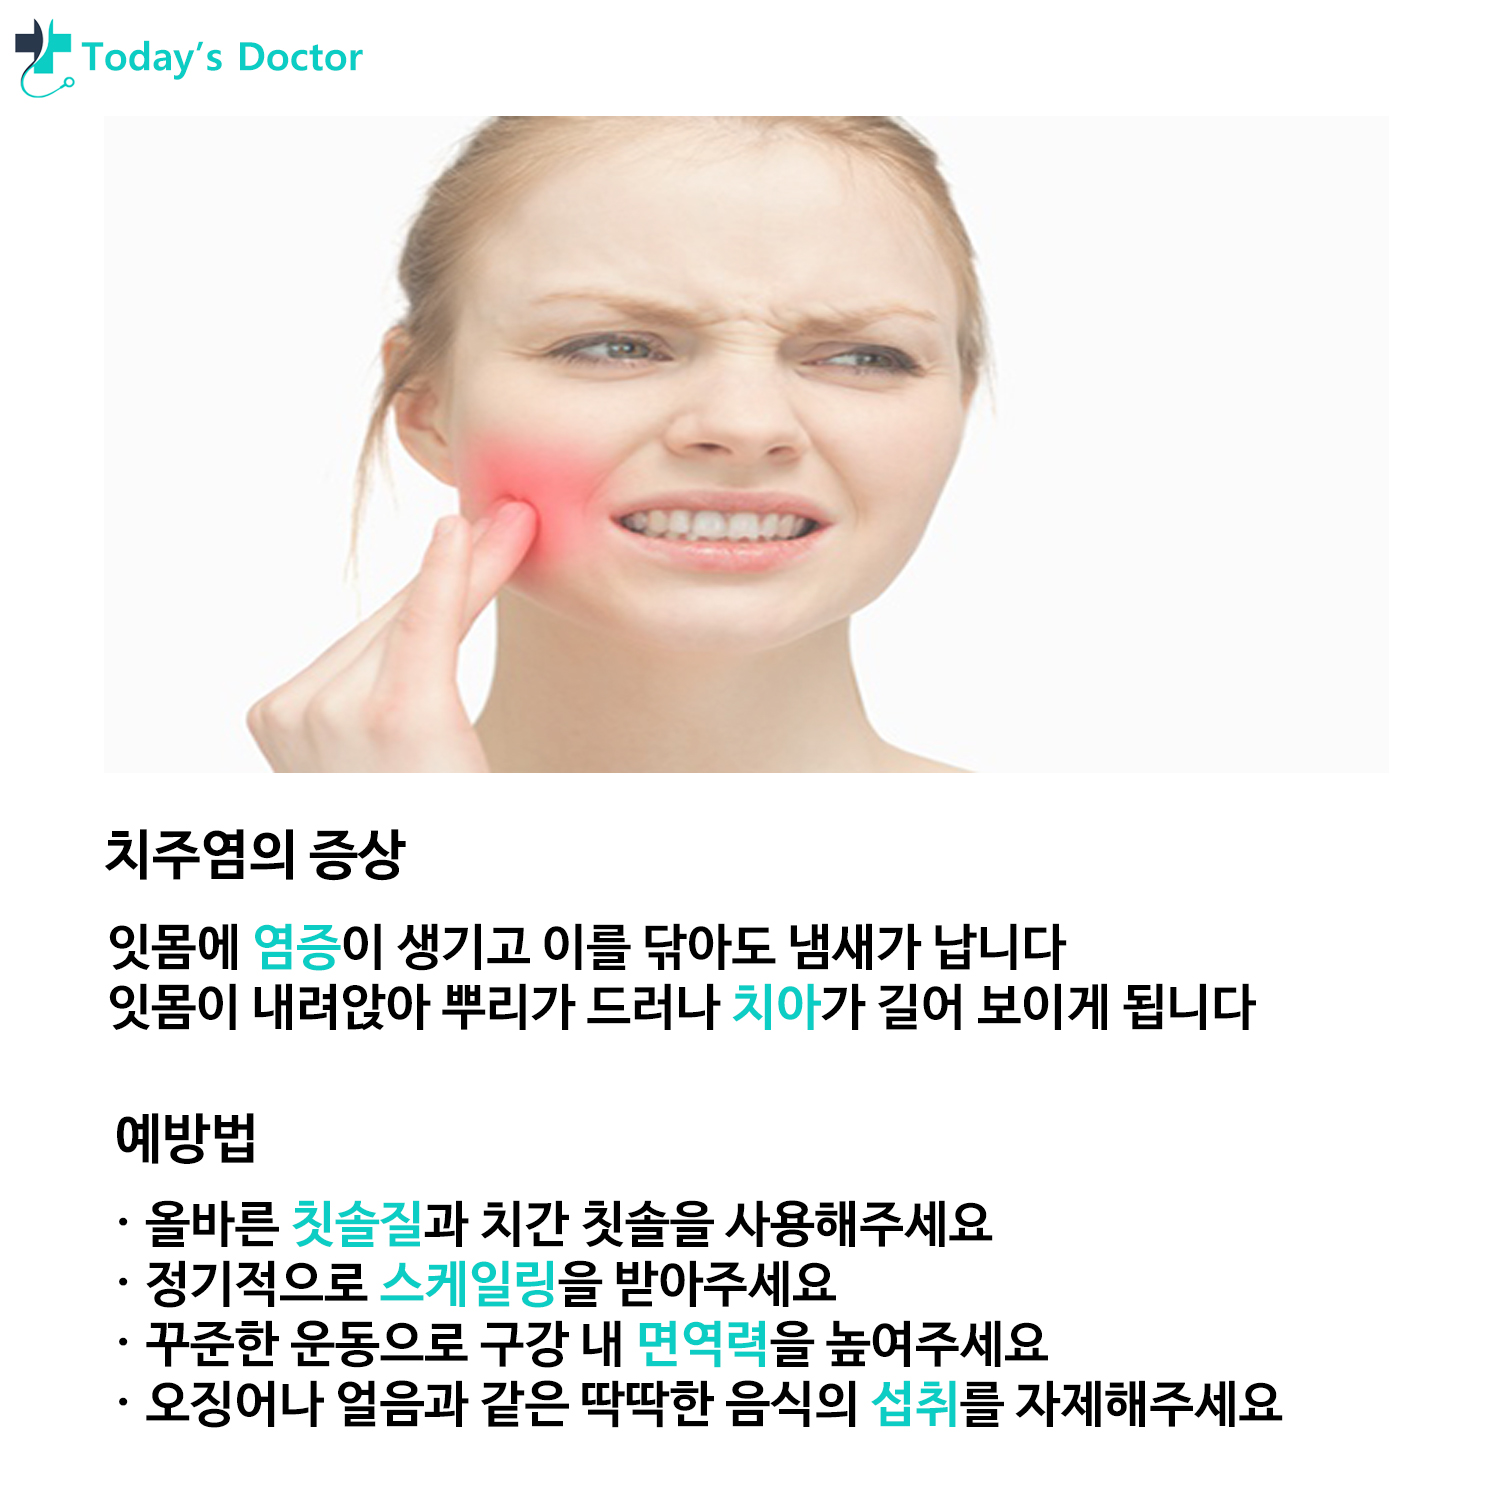 Today's Doctor
치주염의 증상
잇몸에 염증이 생기고 이를 닦아도 냄새가 납니다
잇몸이 내려앉아 뿌리가 드러나 치아가 길어 보이게 됩니다
예방법
· 올바른 칫솔질과 치간 칫솔을 사용해주세요
· 정기적으로 스케일링을 받아주세요
· 꾸준한 운동으로 구강 내 면역력을 높여주세요
· 오징어나 얼음과 같은 딱딱한 음식의 섭취를 자제해주세요